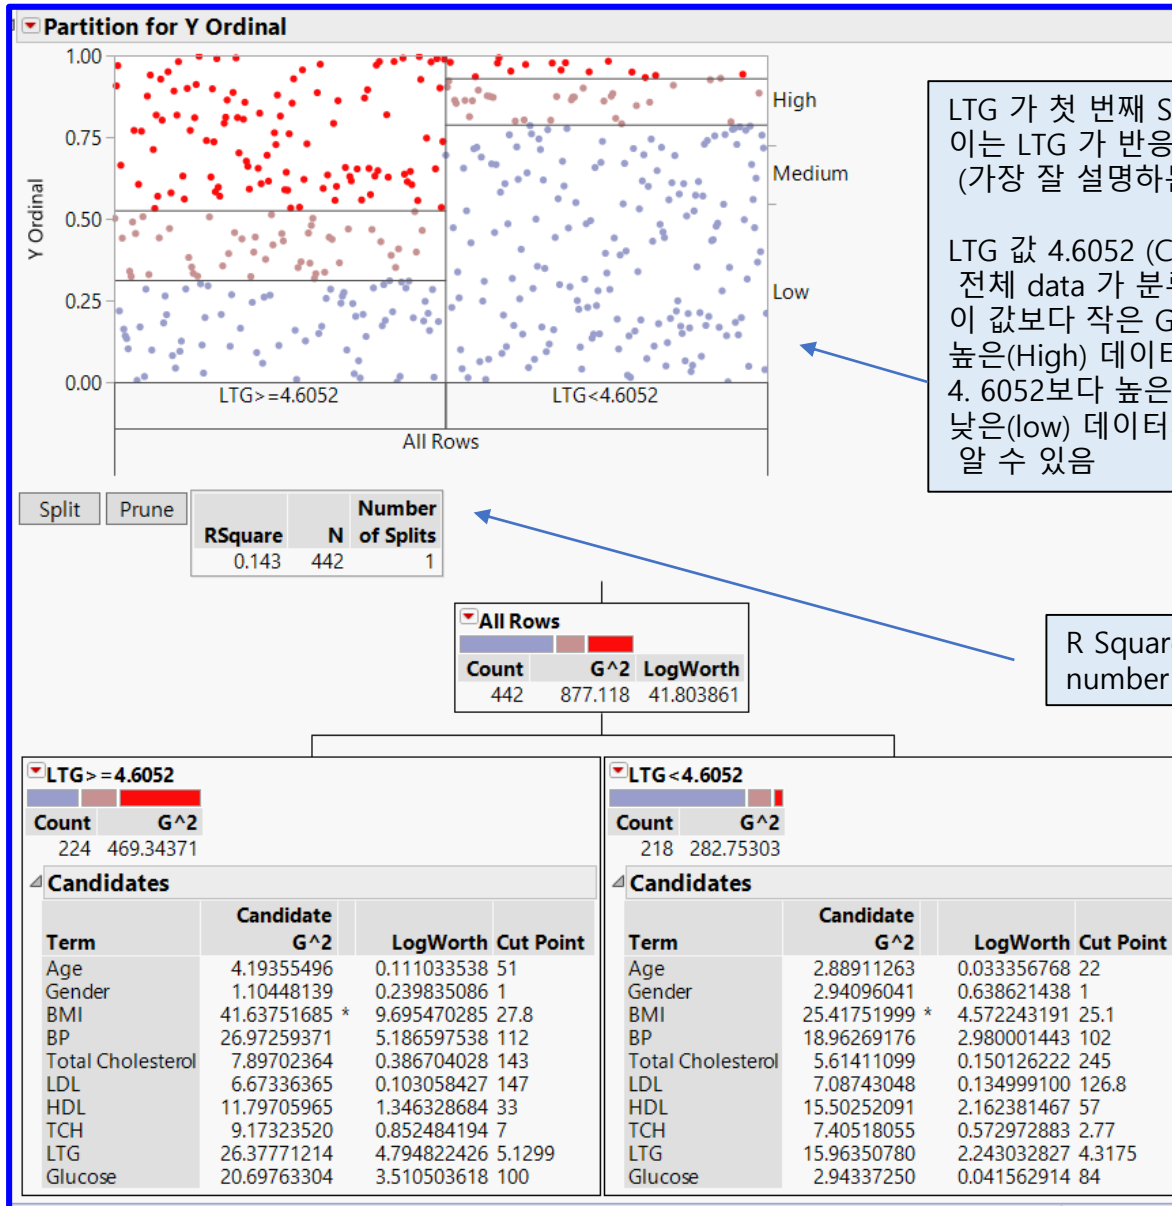 Partition for Y Ordinal
1.00
0.75
0.50
0.25
0.00
Y Ordinal
High
Medium
Low
LTG>=4.6052
LTG<4.6052
All Rows
LTG 가 첫 번째 S
이는 LTG 가 반응
(가장 잘 설명하는
LTG 값 4.6052 (C
전체 data 가 분류
이 값보다 작은 G
높은(High) 데이터
4. 6052보다 높은
낮은(low) 데이터
알 수 있음
Split
Prune
RSquare N Number of Splits
0.143 442 1
R Squar
number
All Rows
Count G^2 LogWorth
442 877.118 41.803861
LTG>=4.6052
Count G^2
224 469.34371
Candidates
Term Candidate G^2 LogWorth Cut Point
Age 4.19355496 0.111033538 51
Gender 1.10448139 0.239835086 1
BMI 41.63751685 * 9.695470285 27.8
BP 26.97259371 5.186597538 112
Total Cholesterol 7.89702364 0.386704028 143
LDL 6.67336365 0.103058427 147
HDL 11.79705965 1.346328684 33
TCH 9.17323520 0.852484194 7
LTG 26.37771214 4.794822426 5.1299
Glucose 20.69763304 3.510503618 100
LTG<4.6052
Count G^2
218 282.75303
Candidates
Term Candidate G^2 LogWorth Cut Point
Age 2.88911263 0.033356768 22
Gender 2.94096041 0.638621438 1
BMI 25.41751999 * 4.572243191 25.1
BP 18.96269176 2.980001443 102
Total Cholesterol 5.61411099 0.150126222 245
LDL 7.08743048 0.134999100 126.8
HDL 15.50252091 2.162381467 57
TCH 7.40518055 0.572972883 2.77
LTG 15.96350780 2.243032827 4.3175
Glucose 2.94337250 0.041562914 84